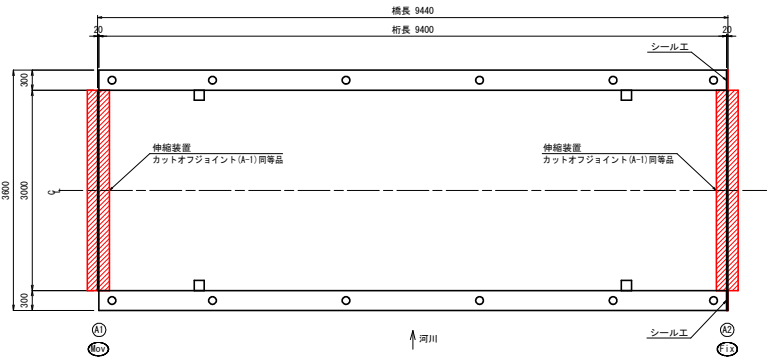 橋長 9440
20
桁長 9400
20
シール工
300
3000
3600
300
伸縮装置
カットオフジョイント(A-1)同等品
伸縮装置
カットオフジョイント(A-1)同等品
CL
A1
Mov
河川
シール工
A2
Fix